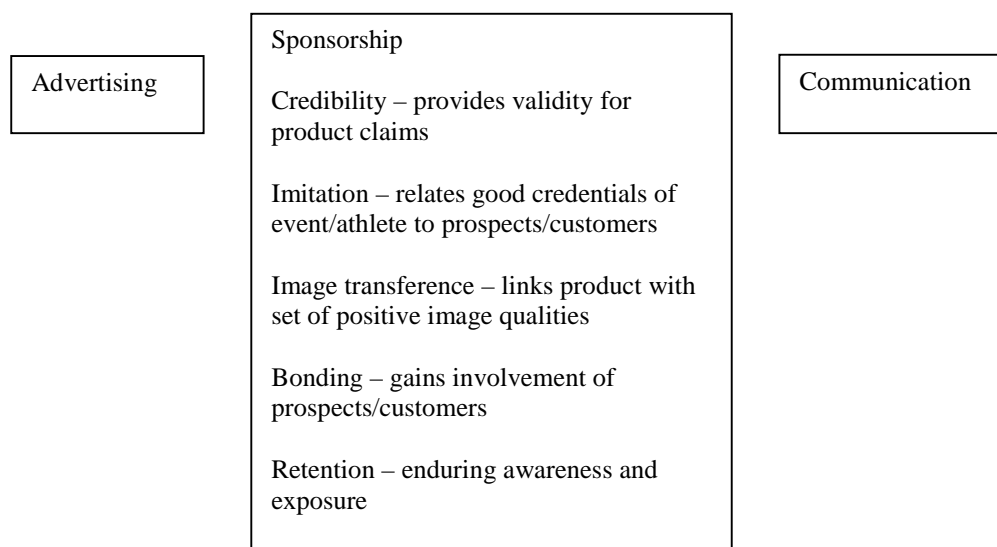 Advertising
Sponsorship
Credibility – provides validity for
product claims
Imitation – relates good credentials of
event/athlete to prospects/customers
Image transference – links product with
set of positive image qualities
Bonding – gains involvement of
prospects/customers
Retention – enduring awareness and
exposure
Communication